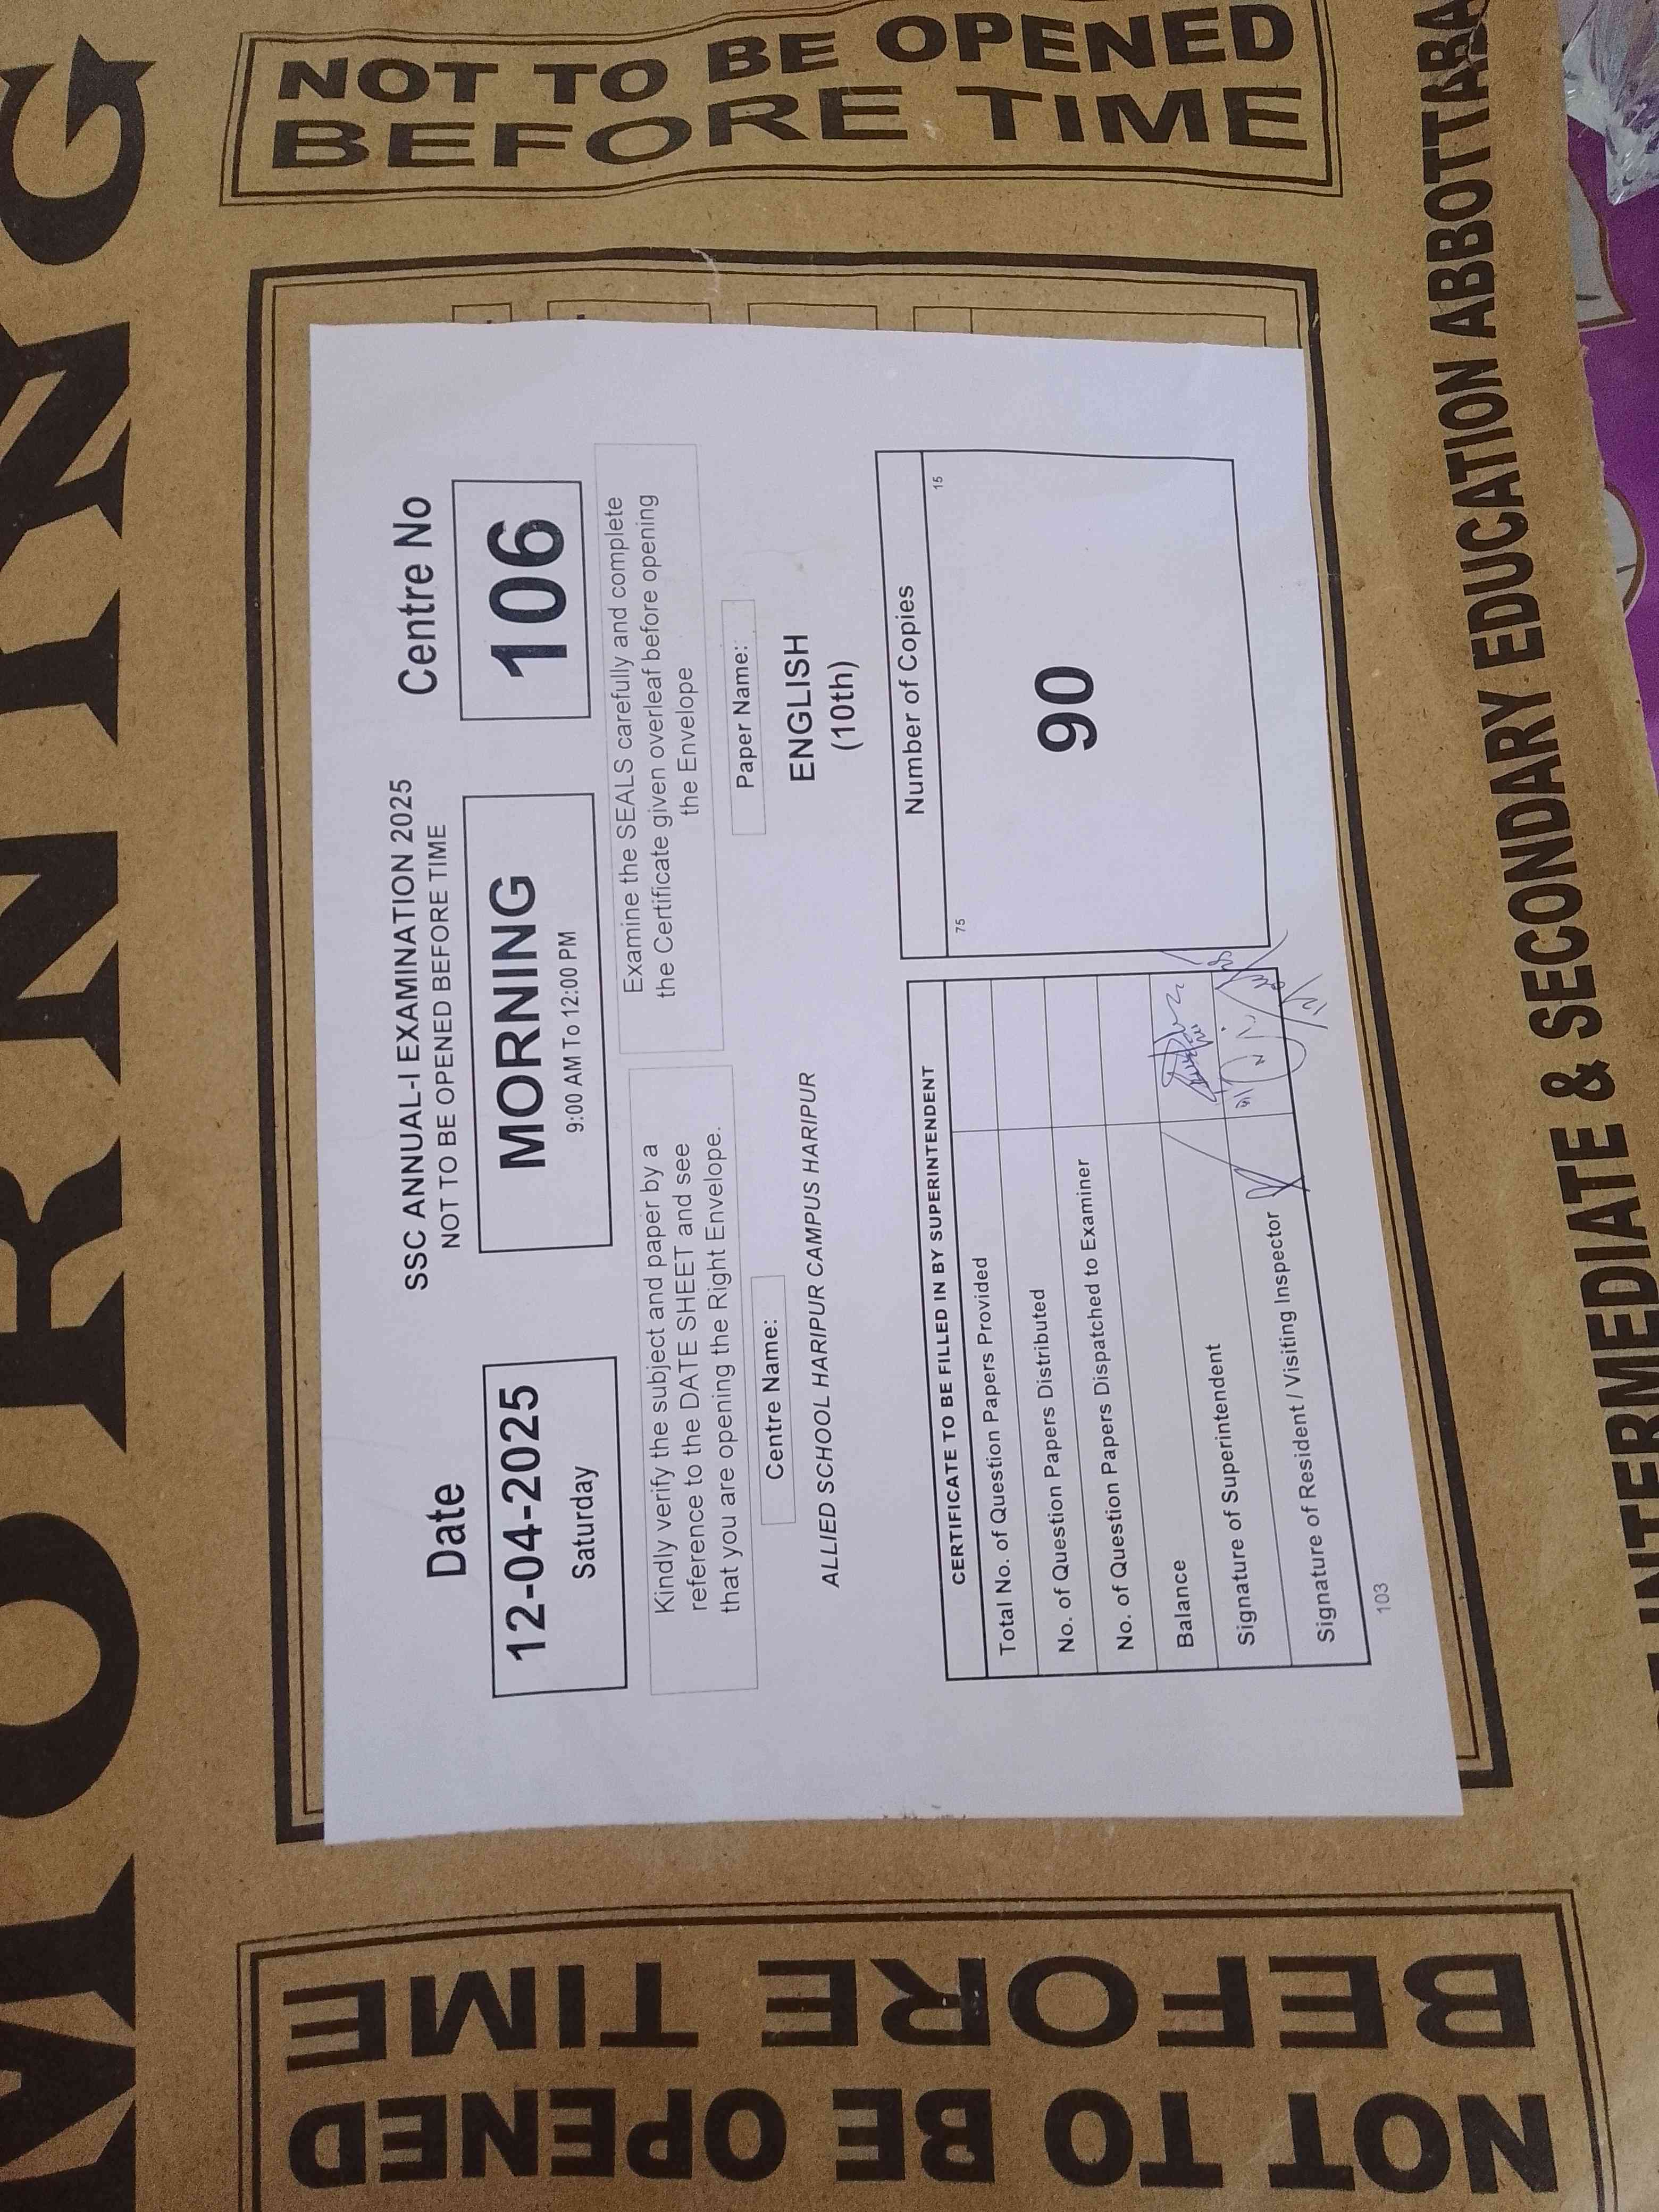 MORNING
NOT TO BE OPENED
BEFORE TIME
Date
12-04-2025
Saturday
SSC ANNUAL-I EXAMINATION 2025
NOT TO BE OPENED BEFORE TIME
MORNING
9:00 AM To 12:00 PM
Centre No
106
Kindly verify the subject and paper by a
reference to the DATE SHEET and see
that you are opening the Right Envelope.
Examine the SEALS carefully and complete
the Certificate given overleaf before opening
the Envelope
Centre Name:
ALLIED SCHOOL HARIPUR CAMPUS HARIPUR
Paper Name:
ENGLISH
(10th)
CERTIFICATE TO BE FILLED IN BY SUPERINTENDENT
Total No. of Question Papers Provided
No. of Question Papers Distributed
No. of Question Papers Dispatched to Examiner
Balance
Signature of Superintendent
Signature of Resident / Visiting Inspector
103
Number of Copies
75
15
90
NOT TO BE OPENED
BEFORE TIME
INTERMEDIATE & SECONDARY EDUCATION ABBOTTABA